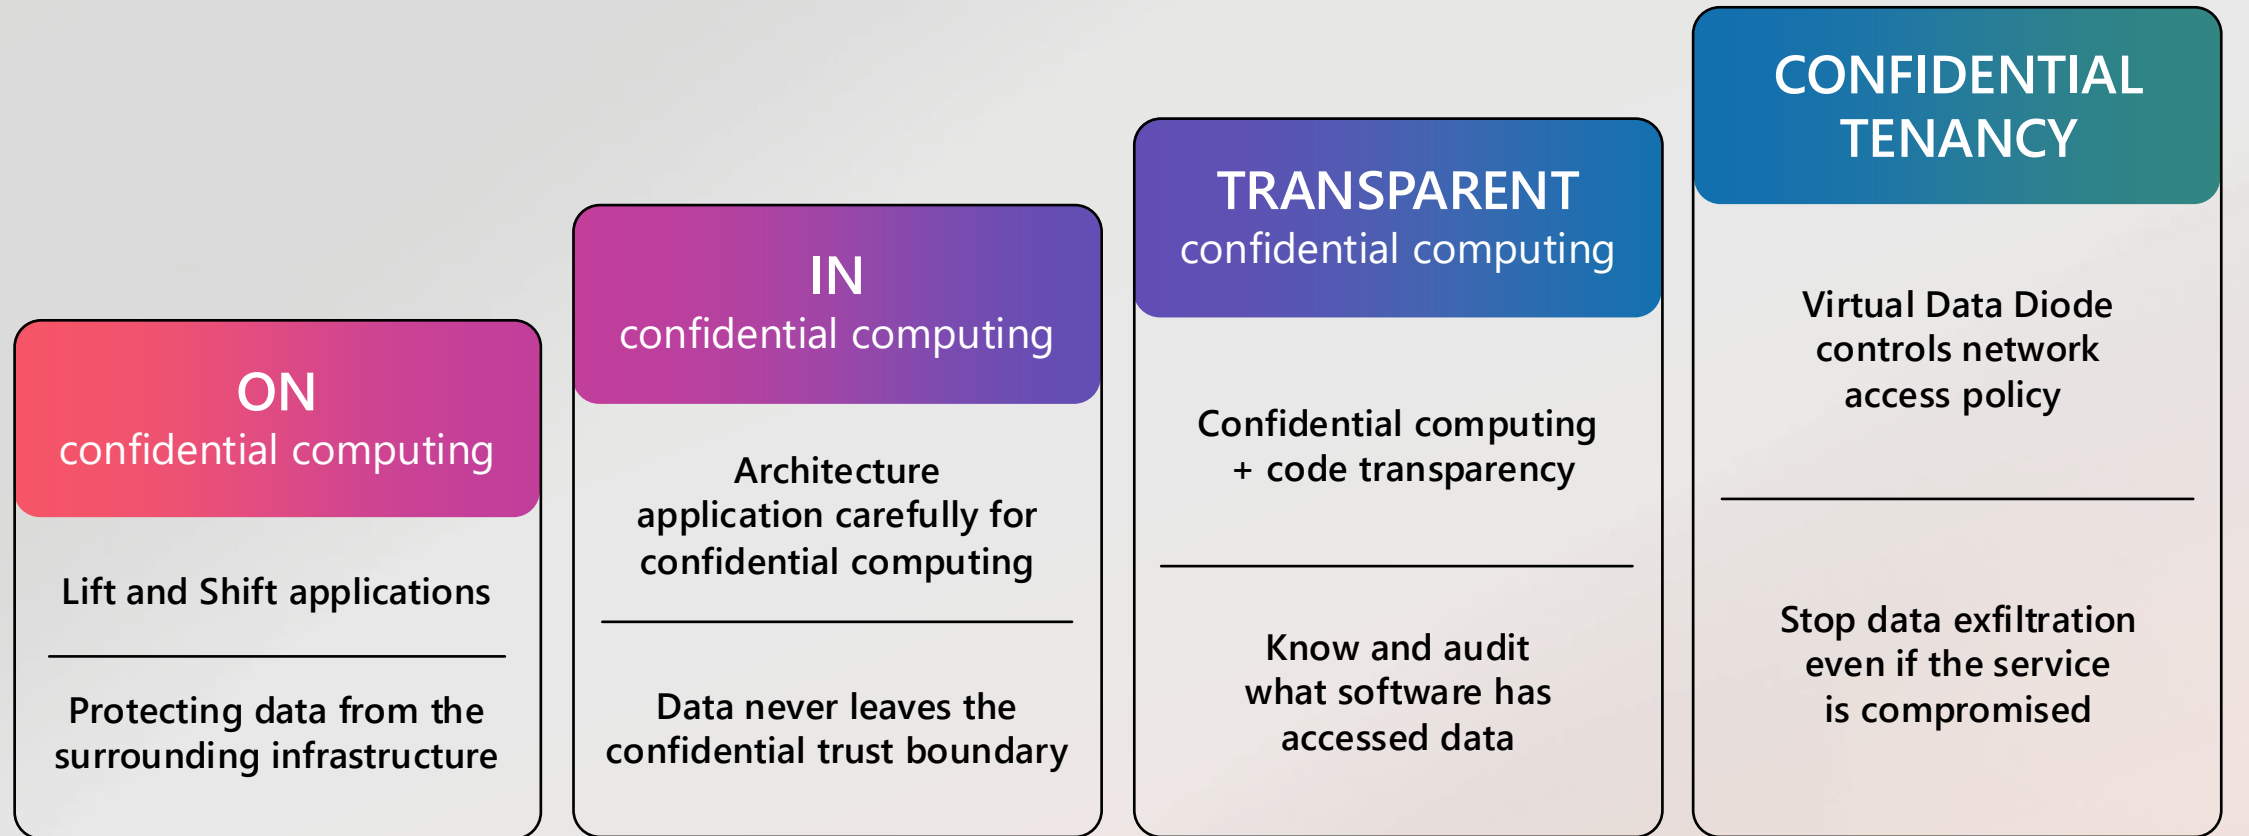 ON
confidential computing
Lift and Shift applications
Protecting data from the
surrounding infrastructure
IN
confidential computing
Architecture
application carefully for
confidential computing
Data never leaves the
confidential trust boundary
TRANSPARENT
confidential computing
Confidential computing
+ code transparency
Know and audit
what software has
accessed data
CONFIDENTIAL
TENANCY
Virtual Data Diode
controls network
access policy
Stop data exfiltration
even if the service
is compromised